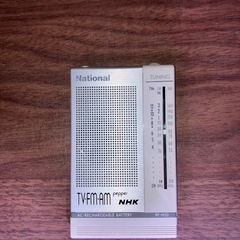 National
TUNING
TV-FM-AM pepper NHK
AC RECHARGEABLE BATTERY